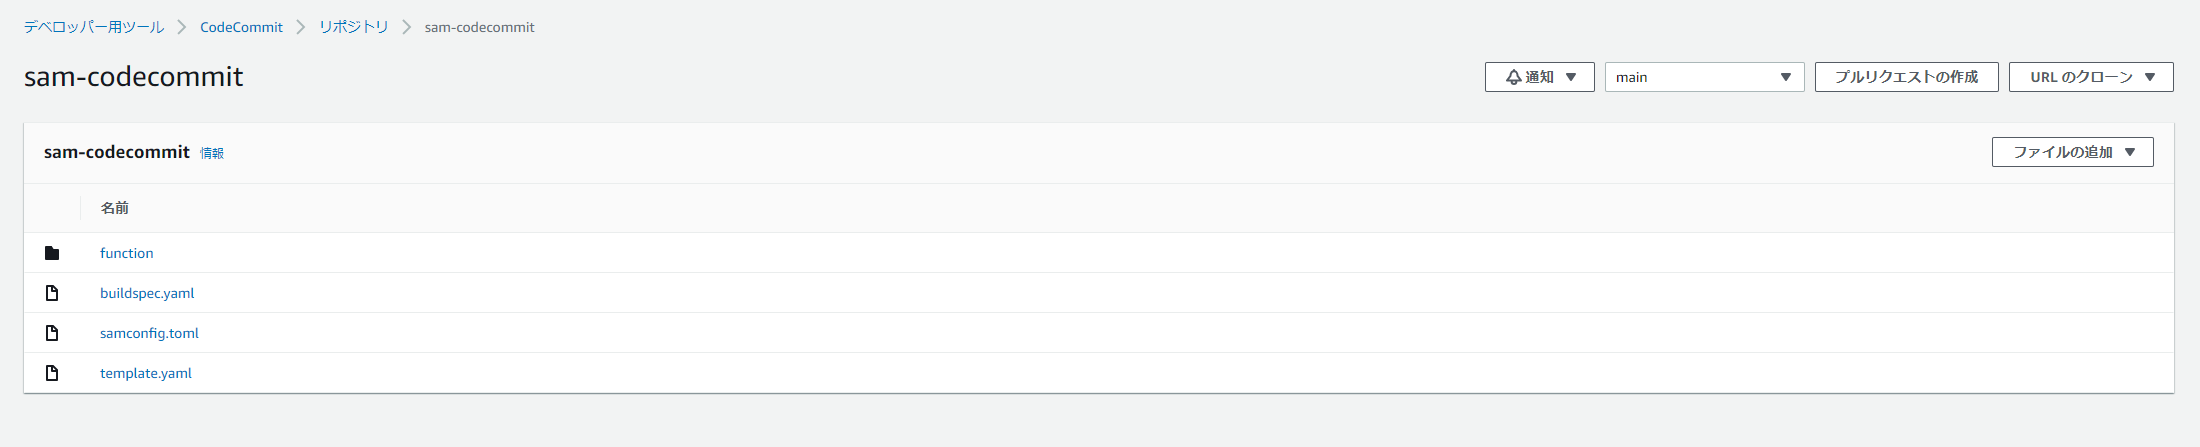 デベロッパー用ツール CodeCommit リポジトリ sam-codecommit
sam-codecommit 通知 main プルリクエストの作成 URL のクローン
sam-codecommit 情報 ファイルの追加
名前
function
buildspec.yaml
samconfig.toml
template.yaml